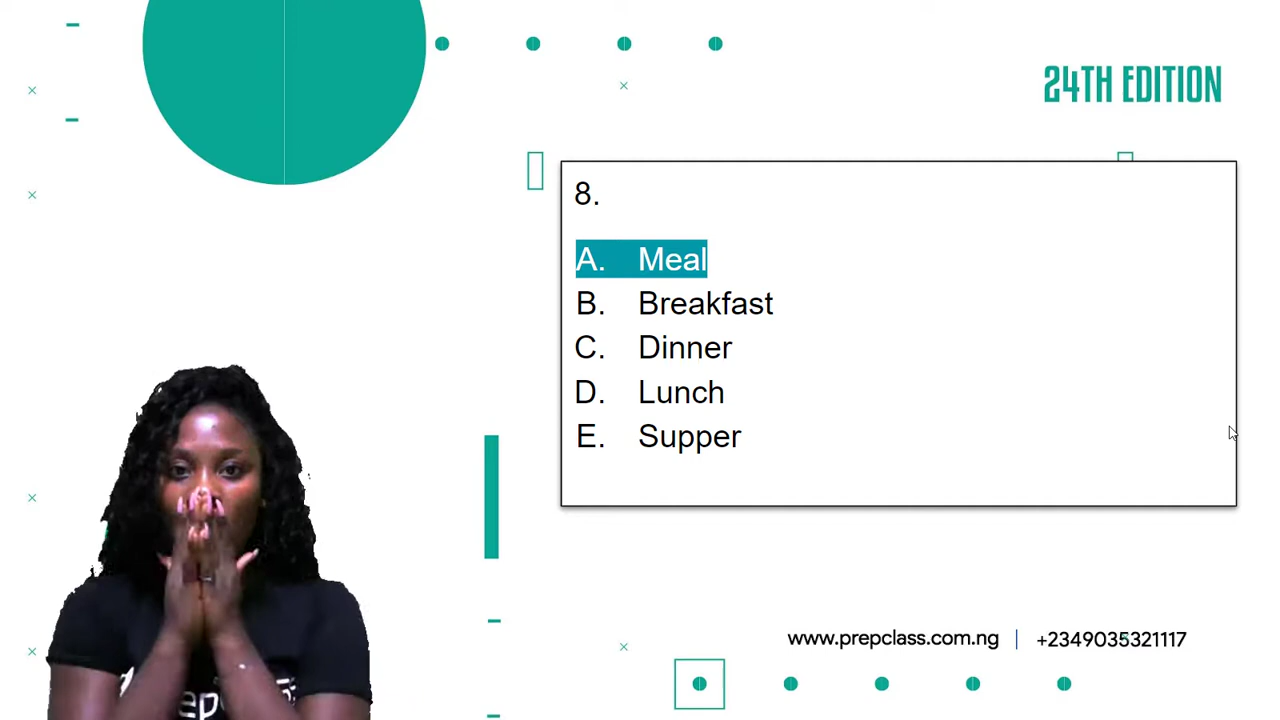 24TH EDITION
8.
A. Meal
B. Breakfast
C. Dinner
D. Lunch
E. Supper
www.prepclass.com.ng | +2349035321117